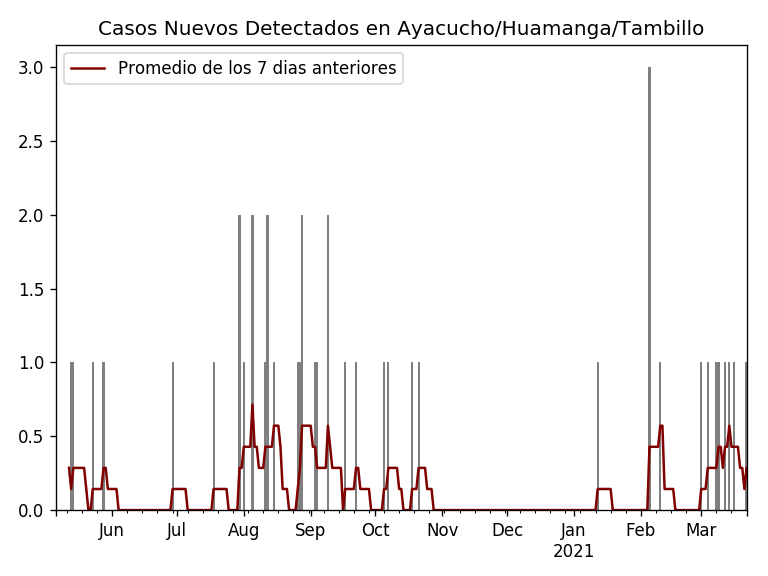 Casos Nuevos Detectados en Ayacucho/Huamanga/Tambillo
Promedio de los 7 dias anteriores
3.0
2.5
2.0
1.5
1.0
0.5
0.0
Jun Jul Aug Sep Oct Nov Dec Jan Feb Mar
2021